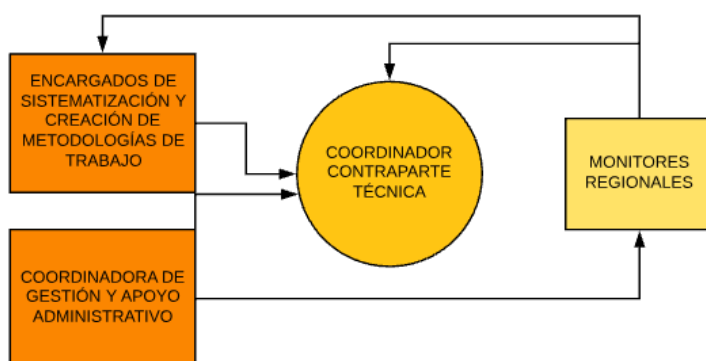 ENCARGADOS DE
SISTEMATIZACIÓN Y
CREACIÓN DE
METODOLOGÍAS DE
TRABAJO
COORDINADOR
CONTRAPARTE
TÉCNICA
MONITORES
REGIONALES
COORDINADORA DE
GESTIÓN Y APOYO
ADMINISTRATIVO